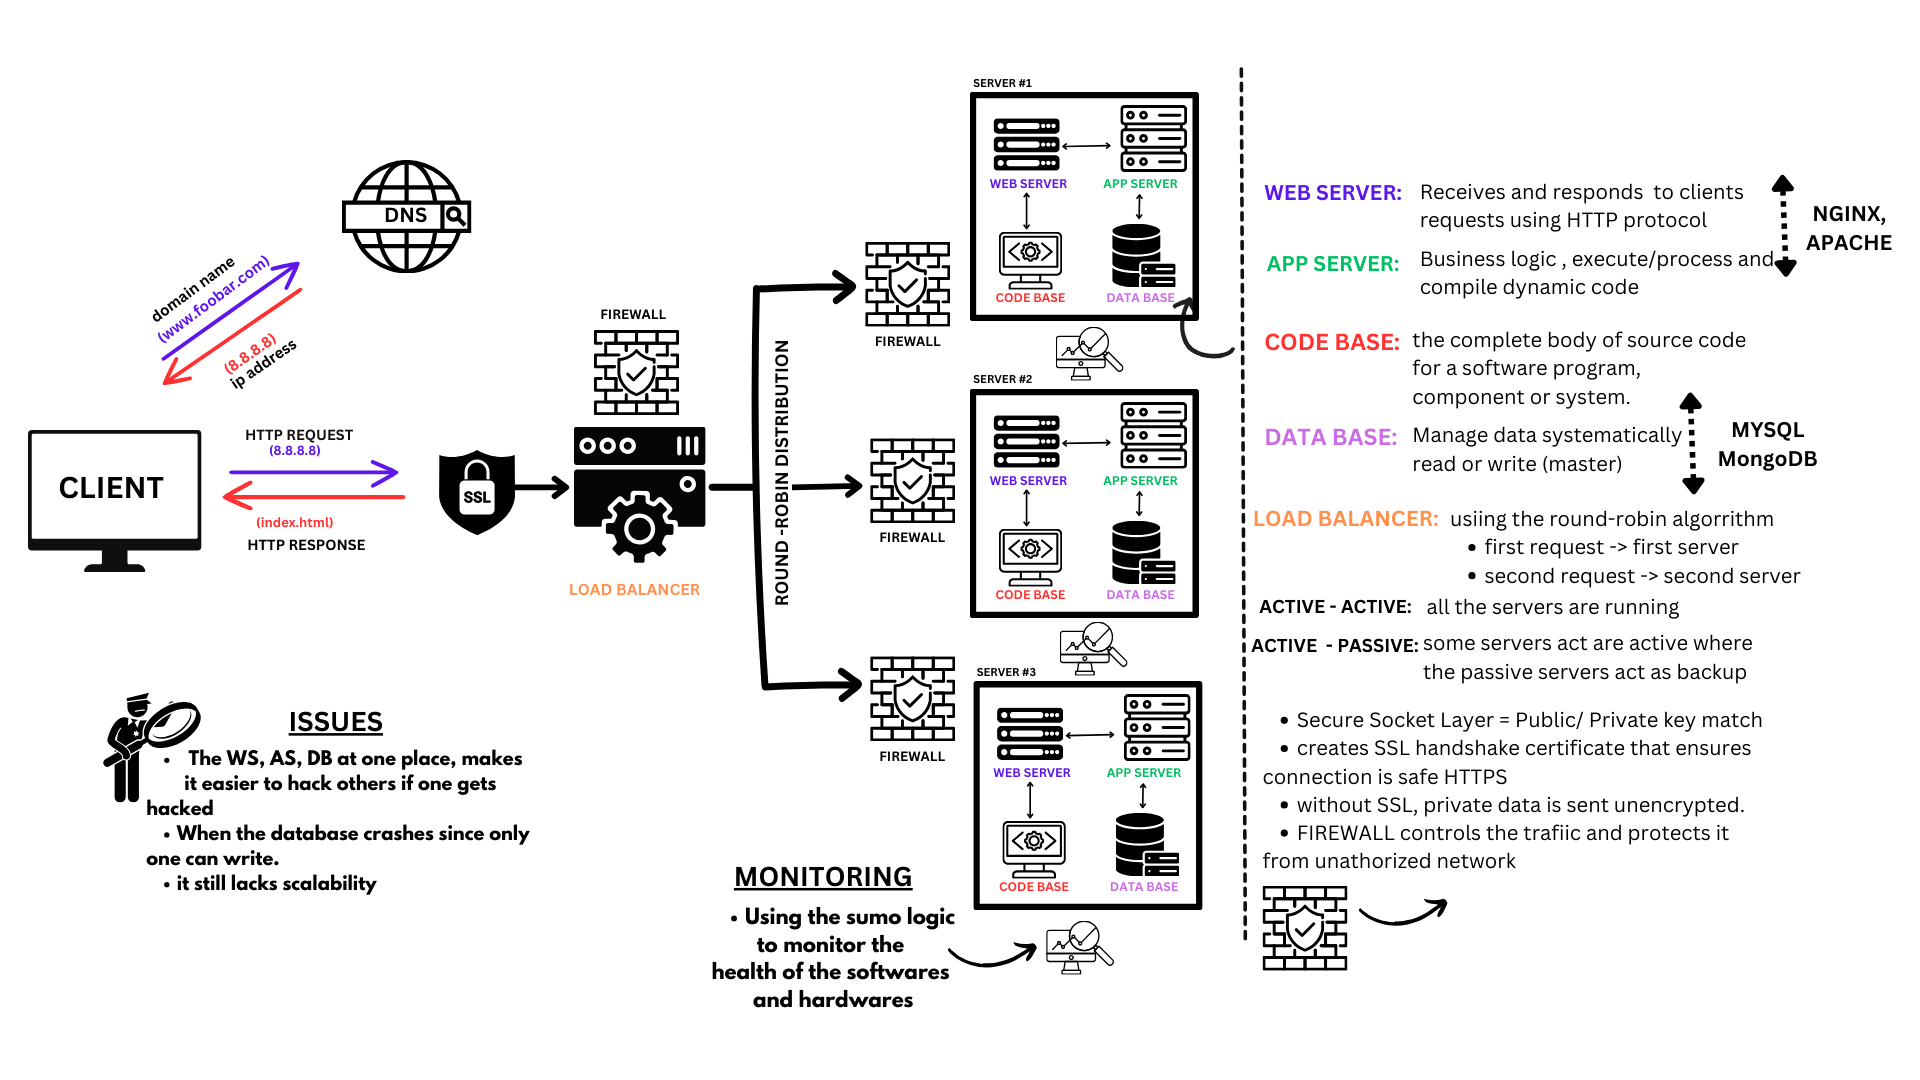 DNS
domain name
(www.foobar.com)
(8.8.8.8)
ip address
CLIENT
HTTP REQUEST
(8.8.8.8)
(index.html)
HTTP RESPONSE
SSL
FIREWALL
LOAD BALANCER
ROUND -ROBIN DISTRIBUTION
FIREWALL
FIREWALL
FIREWALL
SERVER #1
WEB SERVER
APP SERVER
CODE BASE
DATA BASE
SERVER #2
WEB SERVER
APP SERVER
CODE BASE
DATA BASE
SERVER #3
WEB SERVER
APP SERVER
CODE BASE
DATA BASE
ISSUES
• The WS, AS, DB at one place, makes
it easier to hack others if one gets
hacked
• When the database crashes since only
one can write.
• it still lacks scalability
MONITORING
• Using the sumo logic
to monitor the
health of the softwares
and hardwares
WEB SERVER: Receives and responds to clients
requests using HTTP protocol
NGINX,
APACHE
APP SERVER: Business logic , execute/process and
compile dynamic code
CODE BASE: the complete body of source code
for a software program,
component or system.
DATA BASE: Manage data systematically
read or write (master)
MYSQL
MongoDB
LOAD BALANCER: usiing the round-robin algorrithm
• first request -> first server
• second request -> second server
ACTIVE - ACTIVE: all the servers are running
ACTIVE - PASSIVE: some servers act are active where
the passive servers act as backup
• Secure Socket Layer = Public/ Private key match
• creates SSL handshake certificate that ensures
connection is safe HTTPS
• without SSL, private data is sent unencrypted.
• FIREWALL controls the trafiic and protects it
from unathorized network